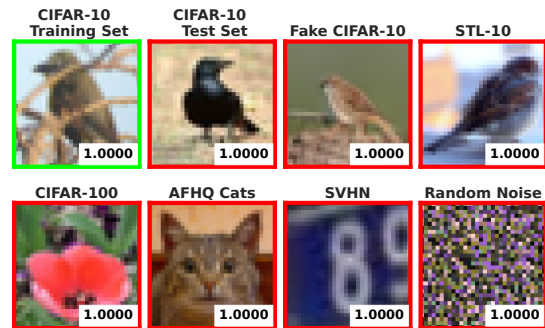 CIFAR-10
Training Set
CIFAR-10
Test Set
Fake CIFAR-10
STL-10
1.0000
1.0000
1.0000
1.0000
CIFAR-100
AFHQ Cats
SVHN
Random Noise
89
1.0000
1.0000
1.0000
1.0000